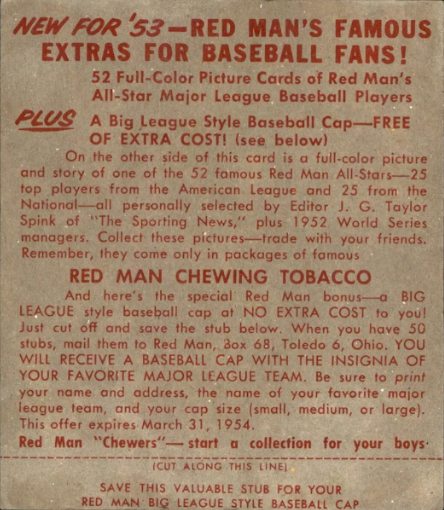 NEW FOR '53—RED MAN'S FAMOUS
EXTRAS FOR BASEBALL FANS!
52 Full-Color Picture Cards of Red Man's
All-Star Major League Baseball Players
PLUS A Big League Style Baseball Cap—FREE
OF EXTRA COST! (see below)
On the other side of this card is a full-color picture
and story of one of the 52 famous Red Man All-Stars—25
top players from the American League and 25 from the
National—all personally selected by Editor J. G. Taylor
Spink of "The Sporting News," plus 1952 World Series
managers. Collect these pictures—trade with your friends.
Remember, they come only in packages of famous
RED MAN CHEWING TOBACCO
And here's the special Red Man bonus—a BIG
LEAGUE style baseball cap at NO EXTRA COST to you!
Just cut off and save the stub below. When you have 50
stubs, mail them to Red Man, Box 68, Toledo 6, Ohio. YOU
WILL RECEIVE A BASEBALL CAP WITH THE INSIGNIA OF
YOUR FAVORITE MAJOR LEAGUE TEAM. Be sure to print
your name and address, the name of your favorite major
league team, and your cap size (small, medium, or large).
This offer expires March 31, 1954.
Red Man "Chewers"—start a collection for your boys.
(CUT ALONG THIS LINE)
SAVE THIS VALUABLE STUB FOR YOUR
RED MAN BIG LEAGUE STYLE BASEBALL CAP